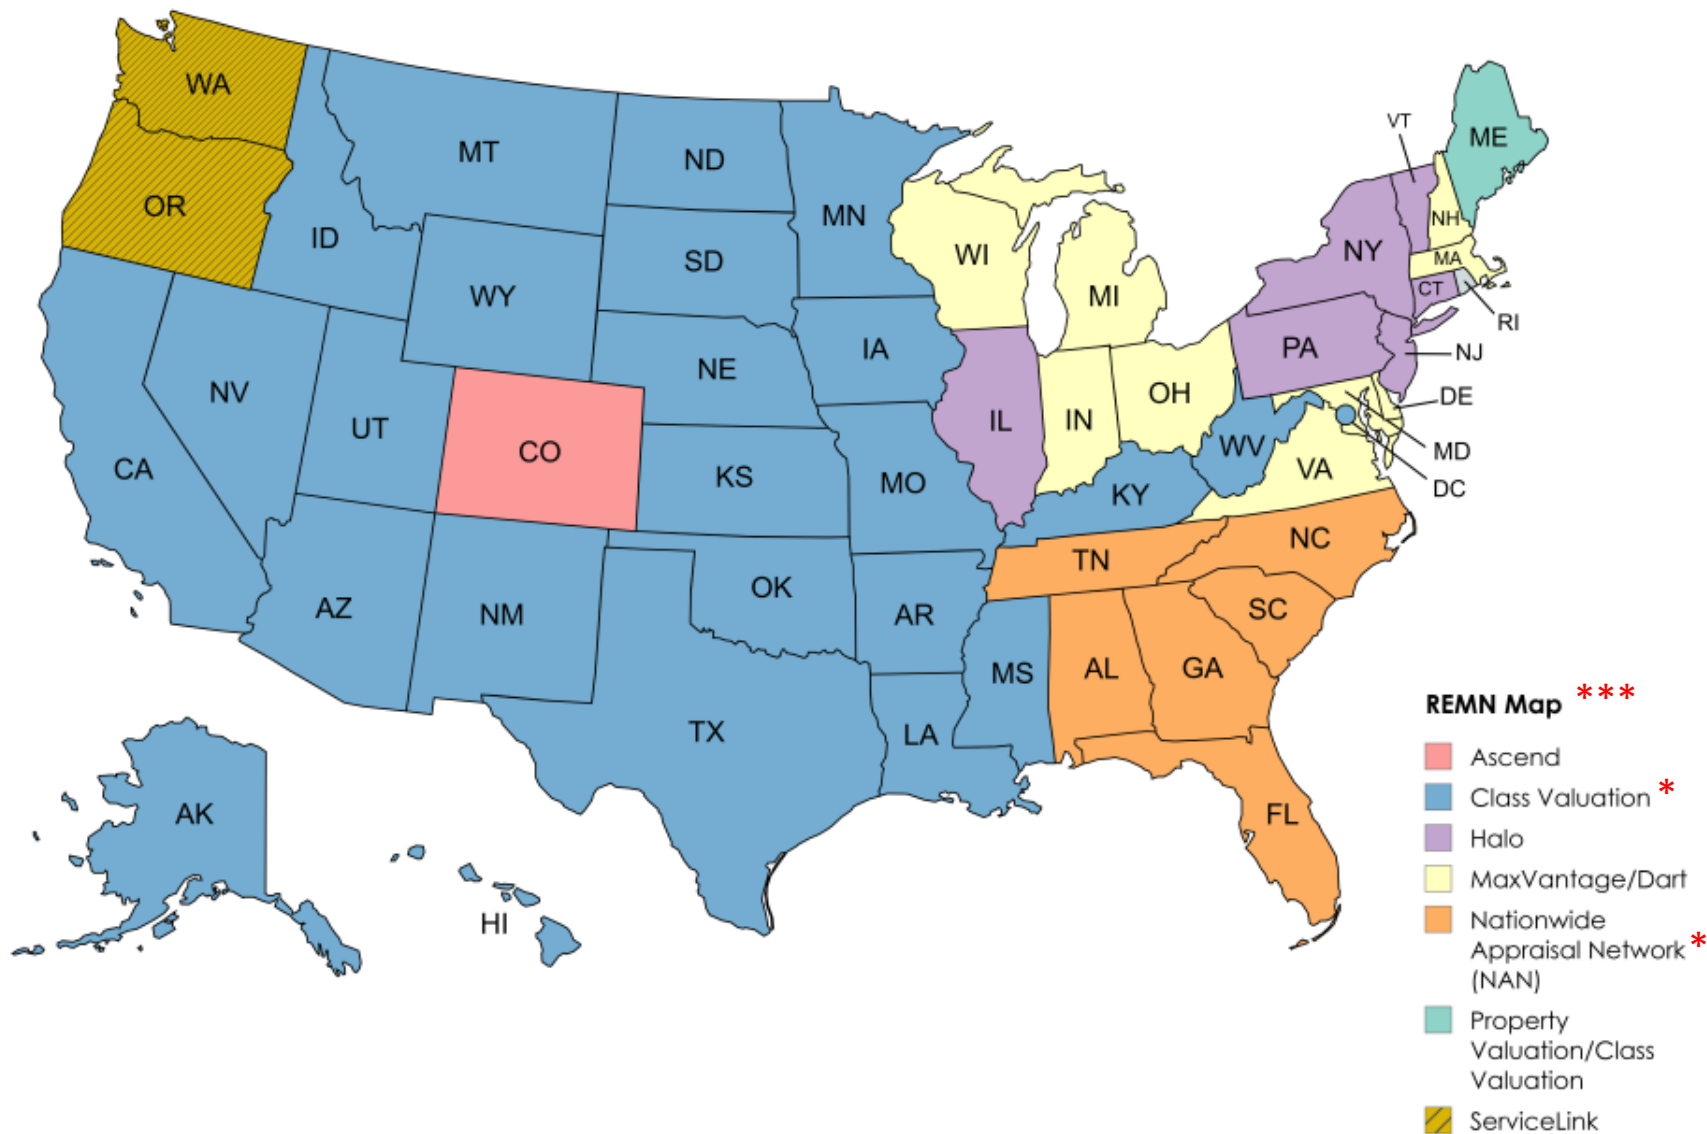 WA
OR
MT
ID
ND
MN
SD
WY
WI
MI
VT
ME
NH
NY
MA
CT
RI
NV
UT
CO
NE
IA
IL
IN
OH
PA
NJ
DE
MD
DC
CA
KS
MO
KY
WV
VA
TN
NC
AZ
NM
OK
AR
SC
MS
AL
GA
TX
LA
FL
AK
HI
REMN Map ***
Ascend
Class Valuation *
Halo
MaxVantage/Dart
Nationwide
Appraisal Network *
(NAN)
Property
Valuation/Class
Valuation
ServiceLink